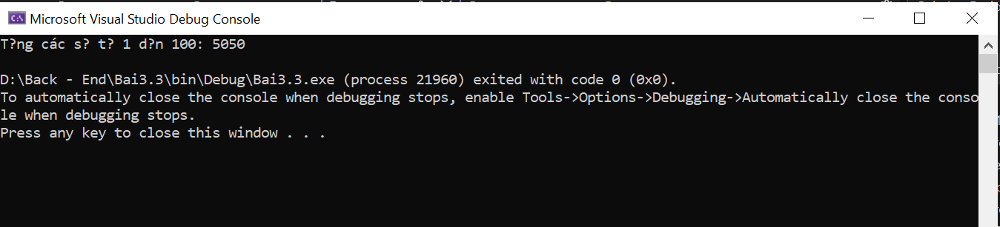 Microsoft Visual Studio Debug Console
T?ng các s? t? 1 d?n 100: 5050
D:\Back - End\Bai3.3\bin\Debug\Bai3.3.exe (process 21960) exited with code 0 (0x0).
To automatically close the console when debugging stops, enable Tools->Options->Debugging->Automatically close the conso
le when debugging stops.
Press any key to close this window . . .